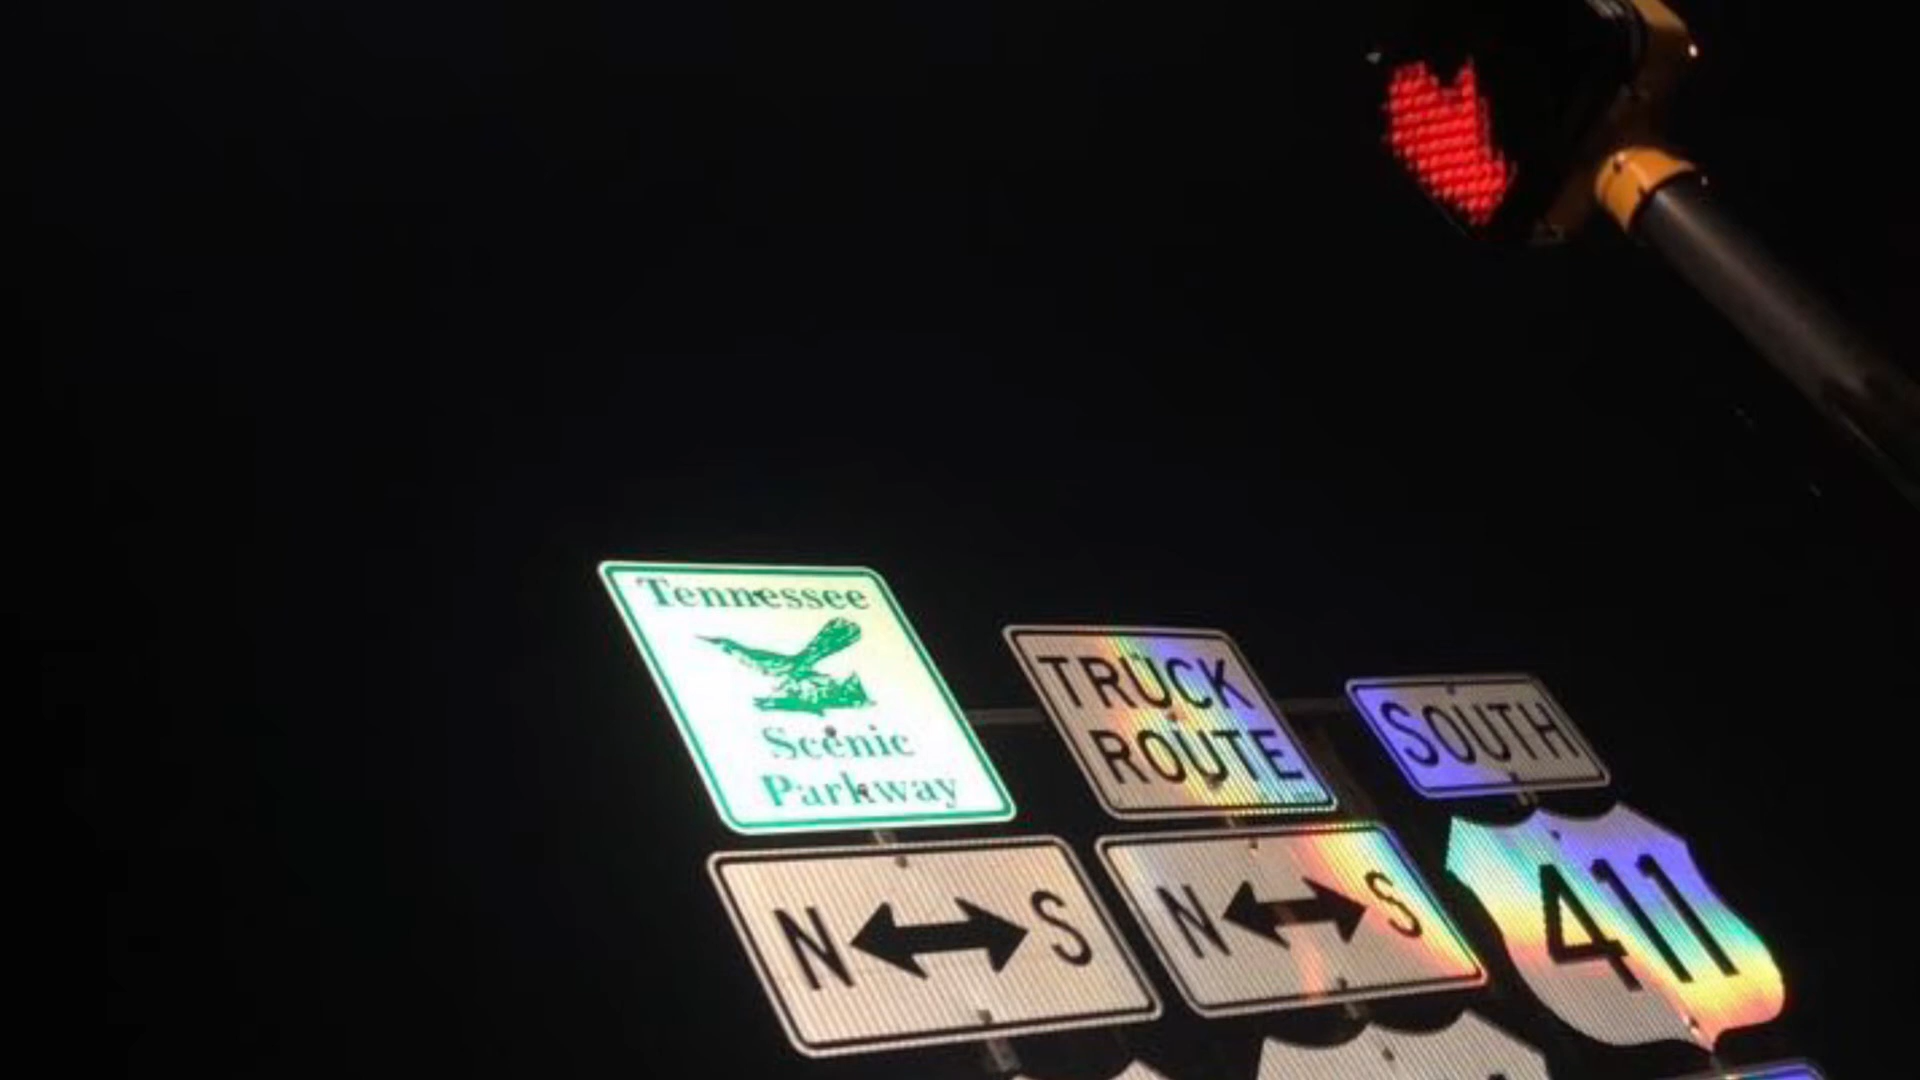 Tennessee
Scenic
Parkway
TRUCK
ROUTE
SOUTH
N S
N S
411